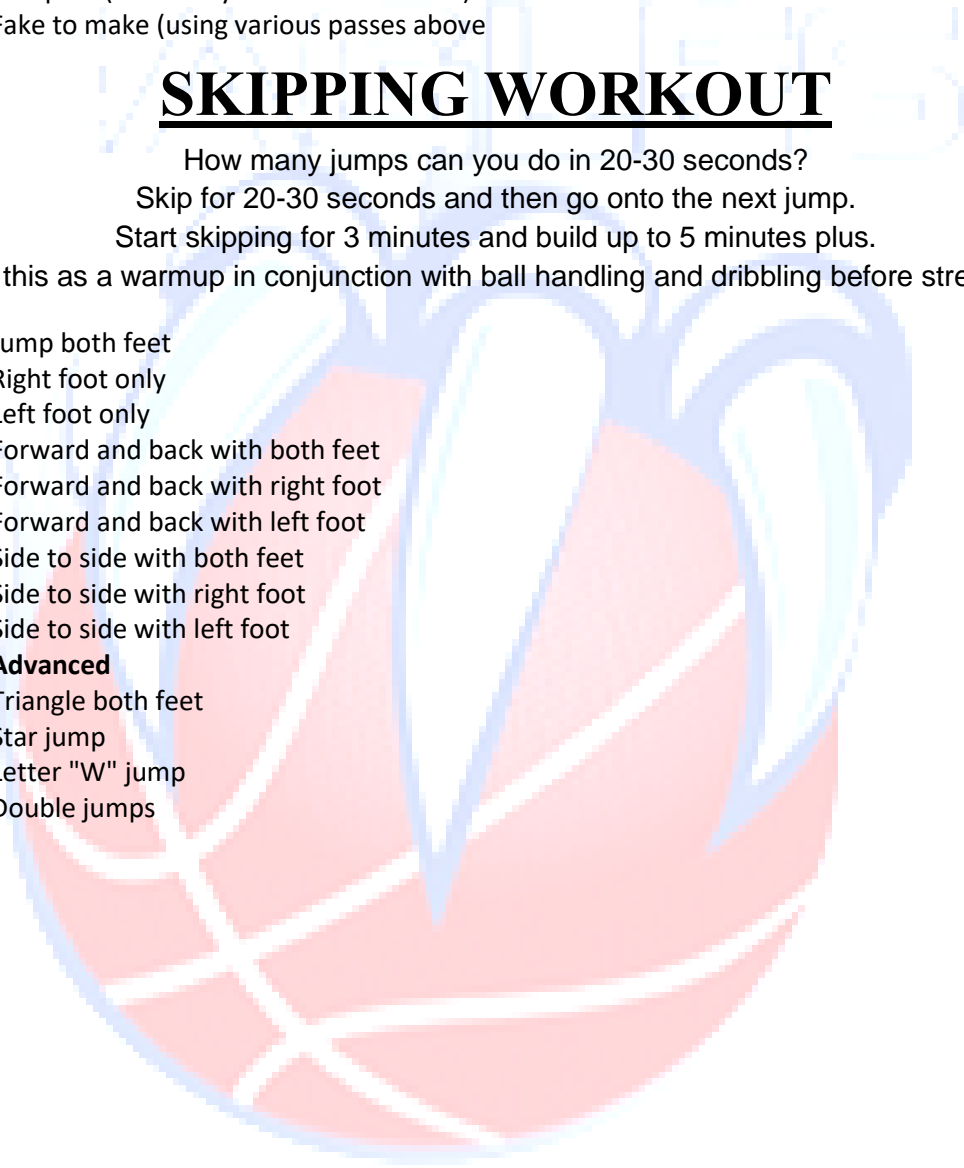 Fake to make (using various passes above
SKIPPING WORKOUT
How many jumps can you do in 20-30 seconds?
Skip for 20-30 seconds and then go onto the next jump.
Start skipping for 3 minutes and build up to 5 minutes plus.
this as a warmup in conjunction with ball handling and dribbling before stre
ump both feet
Right foot only
Left foot only
Forward and back with both feet
Forward and back with right foot
Forward and back with left foot
Side to side with both feet
Side to side with right foot
Side to side with left foot
Advanced
Triangle both feet
Star jump
Letter "W" jump
Double jumps